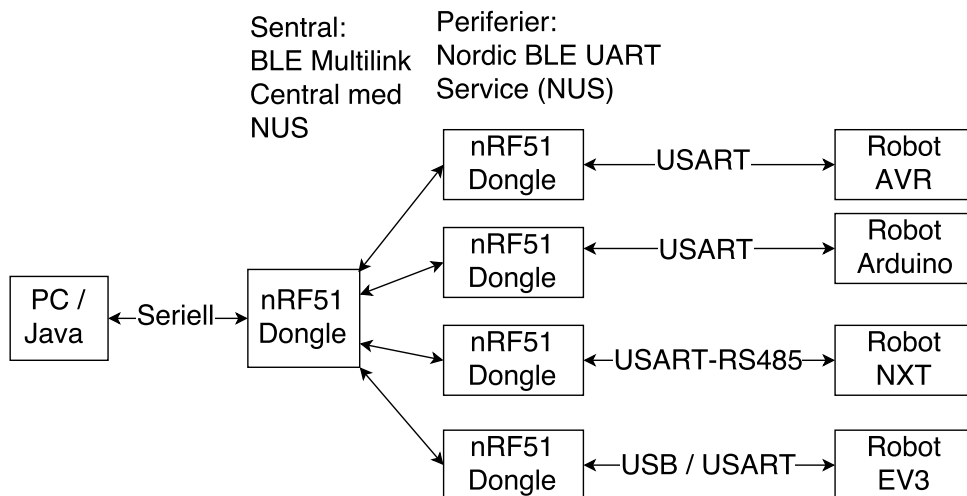 Sentral:
BLE Multilink
Central med
NUS
Periferier:
Nordic BLE UART
Service (NUS)
PC /
Java
Seriell
nRF51
Dongle
nRF51
Dongle
USART
Robot
AVR
nRF51
Dongle
USART
Robot
Arduino
nRF51
Dongle
USART-RS485
Robot
NXT
nRF51
Dongle
USB / USART
Robot
EV3